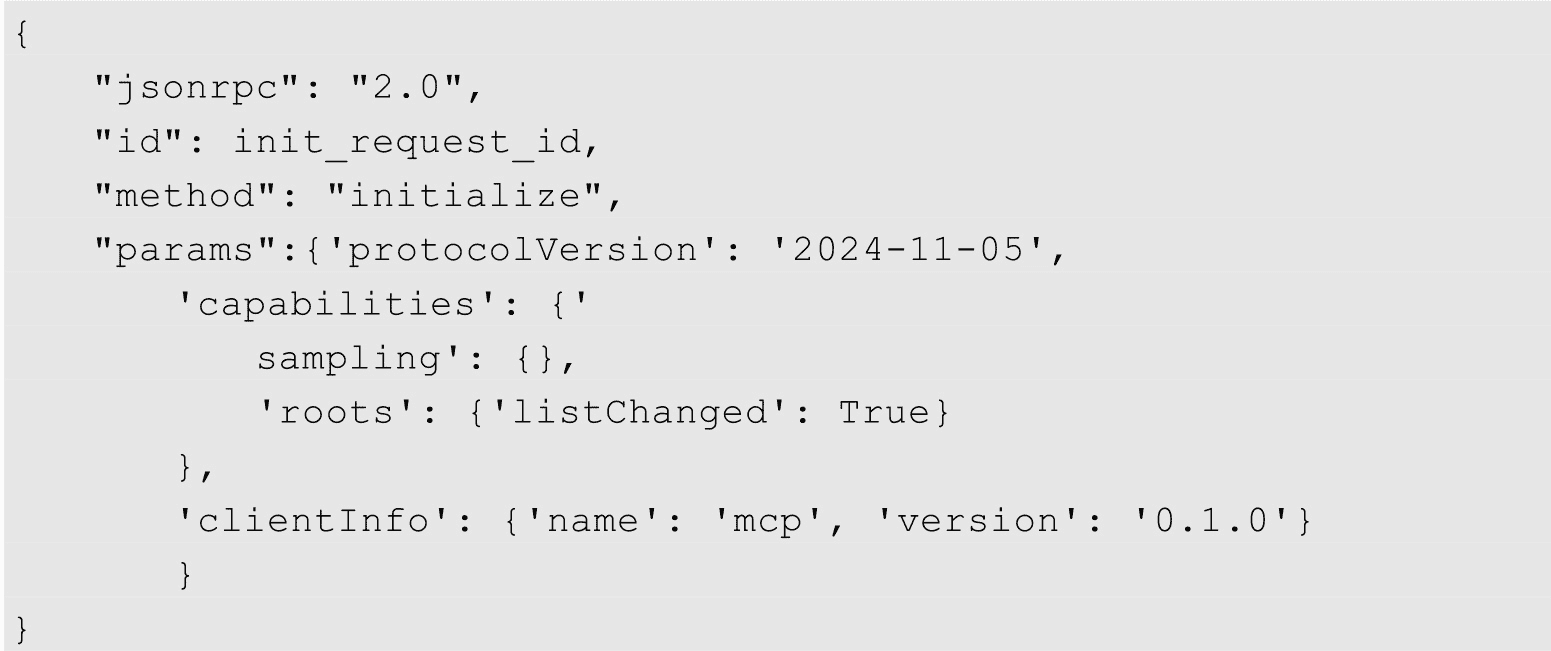 {
"jsonrpc": "2.0",
"id": init_request_id,
"method": "initialize",
"params":{'protocolVersion': '2024-11-05',
'capabilities': {'
sampling': {},
'roots': {'listChanged': True}
},
'clientInfo': {'name': 'mcp', 'version': '0.1.0'}
}
}